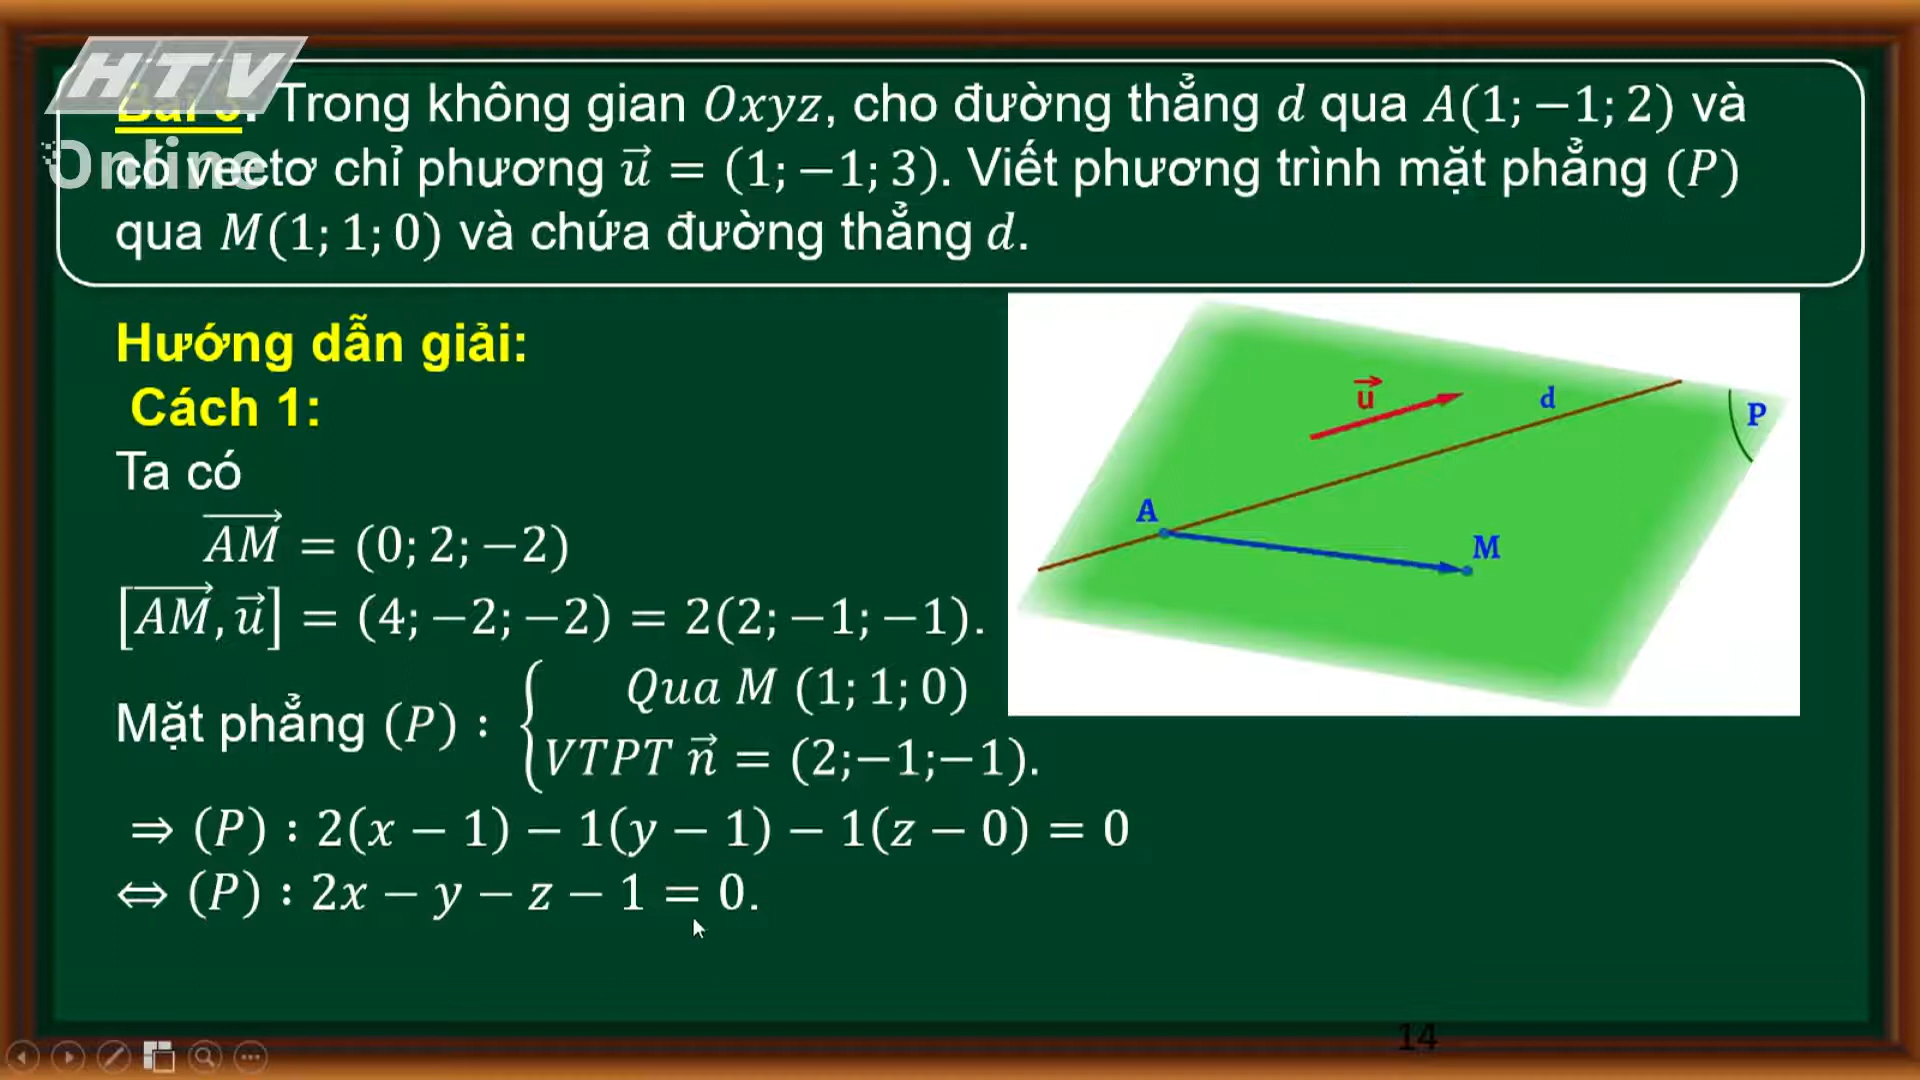 HTV
Online
Bài 3: Trong không gian Oxyz, cho đường thẳng d qua A(1; −1; 2) và
có vectơ chỉ phương u⃗ = (1; −1; 3). Viết phương trình mặt phẳng (P)
qua M(1; 1; 0) và chứa đường thẳng d.
Hướng dẫn giải:
Cách 1:
Ta có
AM⃗ = (0; 2; −2)
[AM⃗, u⃗] = (4; −2; −2) = 2(2; −1; −1).
Mặt phẳng (P) : { Qua M (1; 1; 0)
VTPT n⃗ = (2;−1;−1).
⇒ (P) : 2(x − 1) − 1(y − 1) − 1(z − 0) = 0
⇔ (P) : 2x − y − z − 1 = 0.
u⃗
d
P
A
M
14